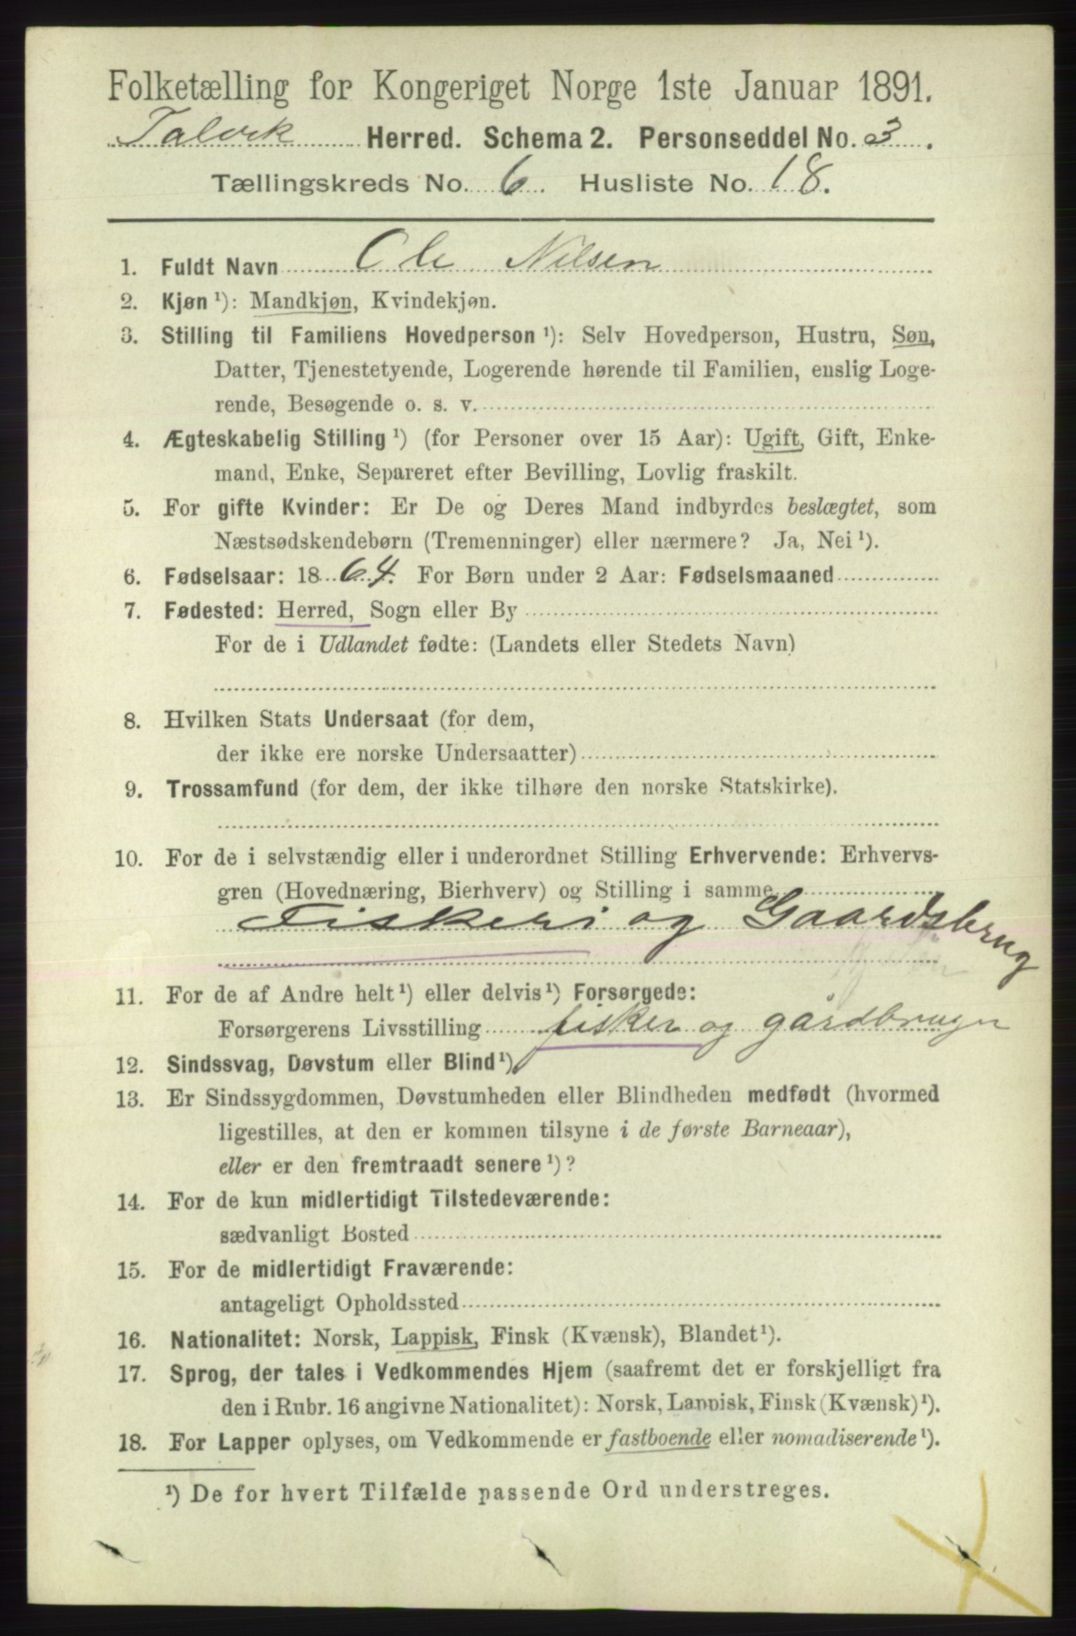 Folketælling for Kongeriget Norge 1ste Januar 1891.
Talvik Herred. Schema 2. Personseddel No. 3.
Tællingskreds No. 6. Husliste No. 18.
1. Fuldt Navn Ole Nilsen
2. Kjøn ¹): Mandkjøn, Kvindekjøn.
3. Stilling til Familiens Hovedperson ¹): Selv Hovedperson, Hustru, Søn,
Datter, Tjenestetyende, Logerende hørende til Familien, enslig Loge-
rende, Besøgende o. s. v.
4. Ægteskabelig Stilling ¹) (for Personer over 15 Aar): Ugift, Gift, Enke-
mand, Enke, Separeret efter Bevilling, Lovlig fraskilt.
5. For gifte Kvinder: Er De og Deres Mand indbyrdes beslægtet, som
Næstsødskendebørn (Tremenninger) eller nærmere? Ja, Nei ¹).
6. Fødselsaar: 1864. For Børn under 2 Aar: Fødselsmaaned
7. Fødested: Herred, Sogn eller By
For de i Udlandet fødte: (Landets eller Stedets Navn)
8. Hvilken Stats Undersaat (for dem,
der ikke ere norske Undersaatter)
9. Trossamfund (for dem, der ikke tilhøre den norske Statskirke).
10. For de i selvstændig eller i underordnet Stilling Erhvervende: Erhvervs-
gren (Hovednæring, Bierhverv) og Stilling i samme
Fiskeri og Gaardsbrug
11. For de af Andre helt ¹) eller delvis ¹) Forsørgede:
Forsørgerens Livsstilling fisker og gårdbruger
12. Sindssvag, Døvstum eller Blind ¹).
13. Er Sindssygdommen, Døvstumheden eller Blindheden medfødt (hvormed
ligestilles, at den er kommen tilsyne i de første Barneaar),
eller er den fremtraadt senere ¹)?
14. For de kun midlertidigt Tilstedeværende:
sædvanligt Bosted
15. For de midlertidigt Fraværende:
antageligt Opholdssted
16. Nationalitet: Norsk, Lappisk, Finsk (Kvænsk), Blandet ¹).
17. Sprog, der tales i Vedkommendes Hjem (saafremt det er forskjelligt fra
den i Rubr. 16 angivne Nationalitet): Norsk, Lappisk, Finsk (Kvænsk) ¹).
18. For Lapper oplyses, om Vedkommende er fastboende eller nomadiserende ¹).
¹) De for hvert Tilfælde passende Ord understreges.